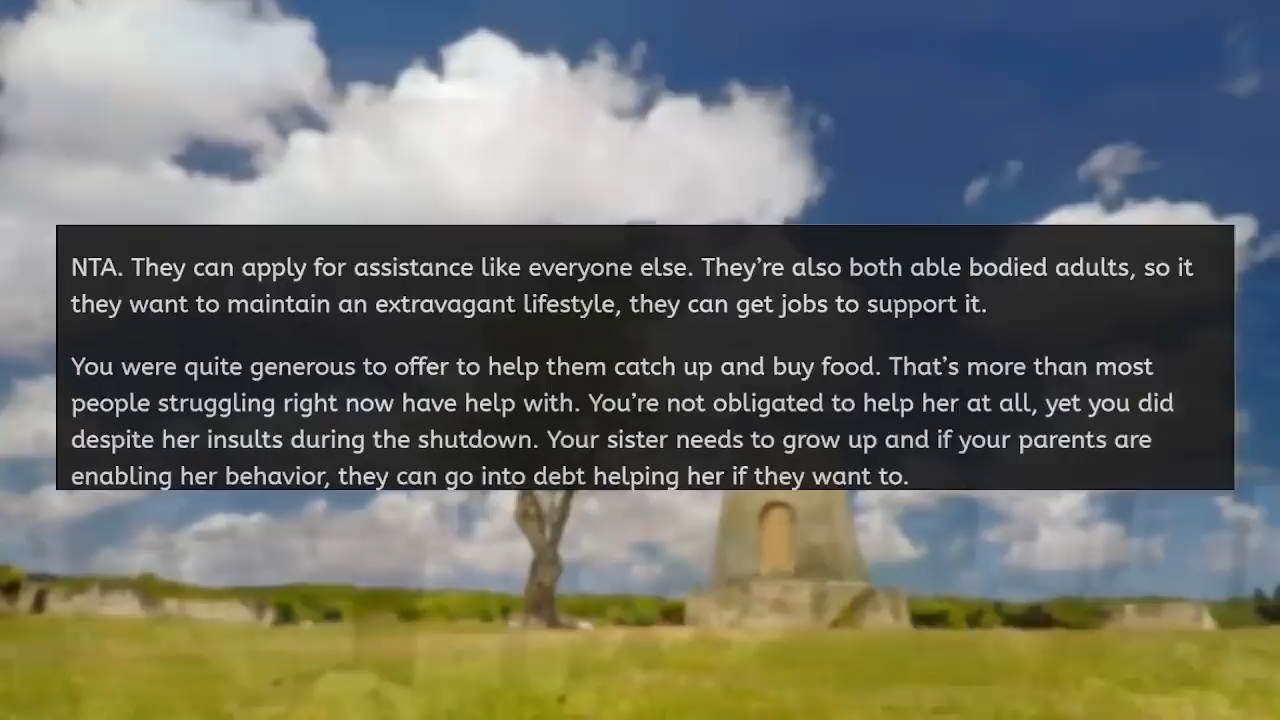 NTA. They can apply for assistance like everyone else. They’re also both able bodied adults, so it
they want to maintain an extravagant lifestyle, they can get jobs to support it.
You were quite generous to offer to help them catch up and buy food. That’s more than most
people struggling right now have help with. You’re not obligated to help her at all, yet you did
despite her insults during the shutdown. Your sister needs to grow up and if your parents are
enabling her behavior, they can go into debt helping her if they want to.